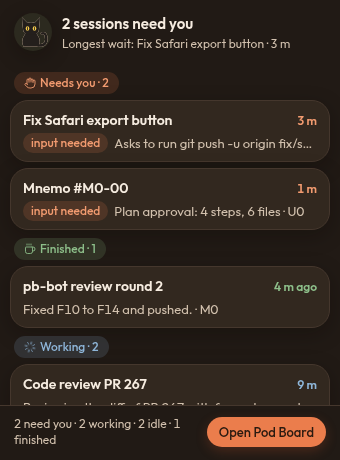 2 sessions need you
Longest wait: Fix Safari export button · 3 m
Needs you · 2
Fix Safari export button 3 m
input needed Asks to run git push -u origin fix/s...
Mnemo #M0-00 1 m
input needed Plan approval: 4 steps, 6 files · U0
Finished · 1
pb-bot review round 2 4 m ago
Fixed F10 to F14 and pushed. · M0
Working · 2
Code review PR 267 9 m
2 need you · 2 working · 2 idle · 1
finished
Open Pod Board